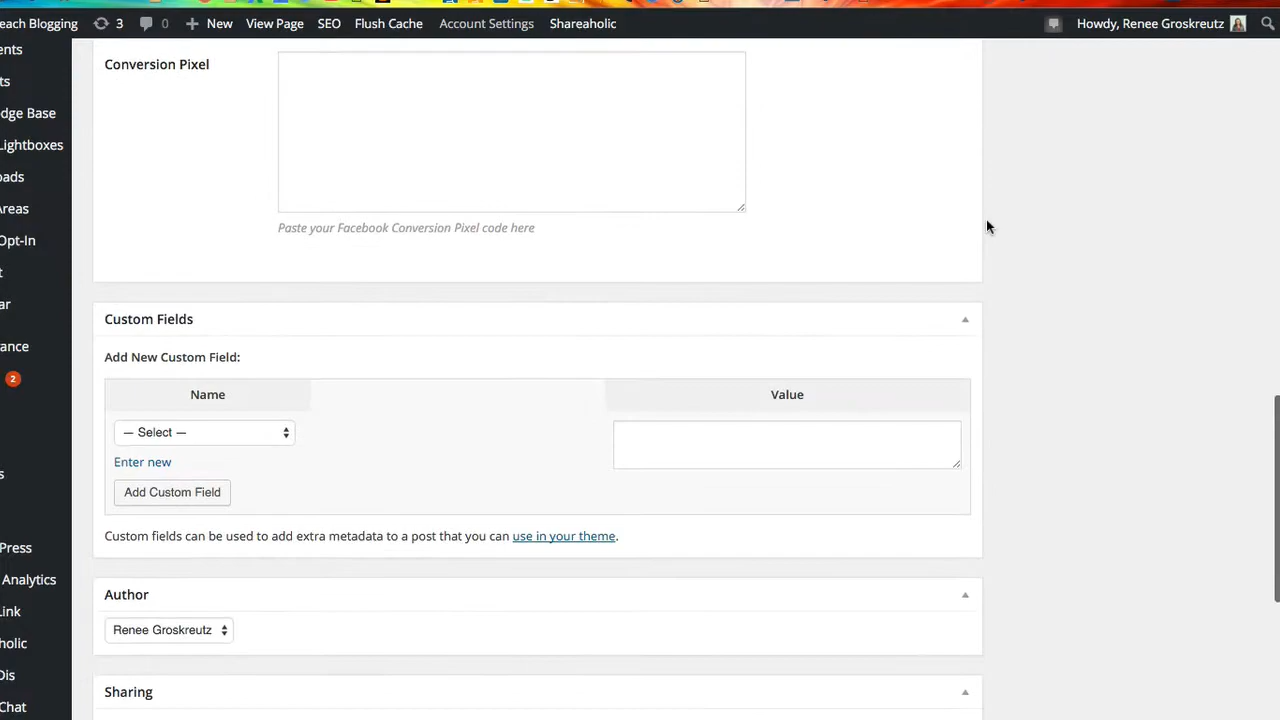 each Blogging 3 0 New View Page SEO Flush Cache Account Settings Shareaholic Howdy, Renee Groskreutz
ents
ts
dge Base
Lightboxes
oads
Areas
Opt-In
t
ar
ance
2
s
Press
Analytics
Link
holic
Dis
Chat
Conversion Pixel
Paste your Facebook Conversion Pixel code here
Custom Fields
Add New Custom Field:
Name Value
— Select —
Enter new
Add Custom Field
Custom fields can be used to add extra metadata to a post that you can use in your theme.
Author
Renee Groskreutz
Sharing